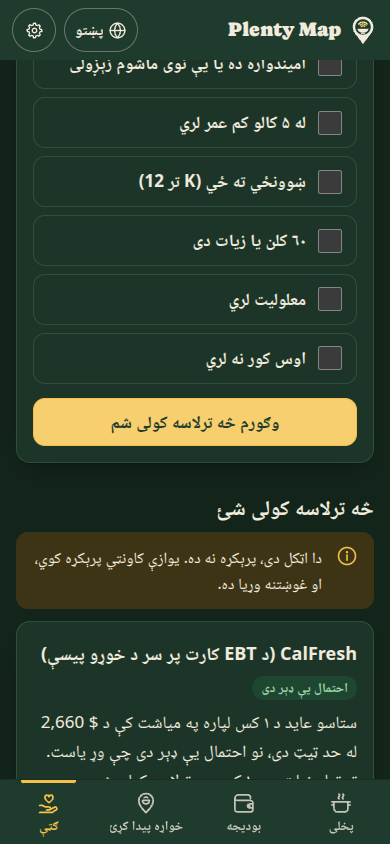 Plenty Map
پښتو
امیندواره ده یا یې نوی ماشوم زېږولی
له ۵ کالو کم عمر لري
ښوونځي ته ځي (K تر 12)
۶۰ کلن یا زیات دی
معلولیت لري
اوس کور نه لري
وګورم څه ترلاسه کولی شم
څه ترلاسه کولی شئ
دا اټکل دی، پرېکړه نه ده. یوازې کاونټي پرېکړه کوي،
او غوښتنه وړیا ده.
CalFresh (د EBT کارت پر سر د خوړو پیسې)
احتمال یې ډېر دی
ستاسو عاید د ۱ کس لپاره په میاشت کې د $ 2,660
له حد ټیټ دی، نو احتمال یې ډېر دی چې وړ یاست.
پخلی
بودیجه
خواړه پیدا کړئ
ګټې